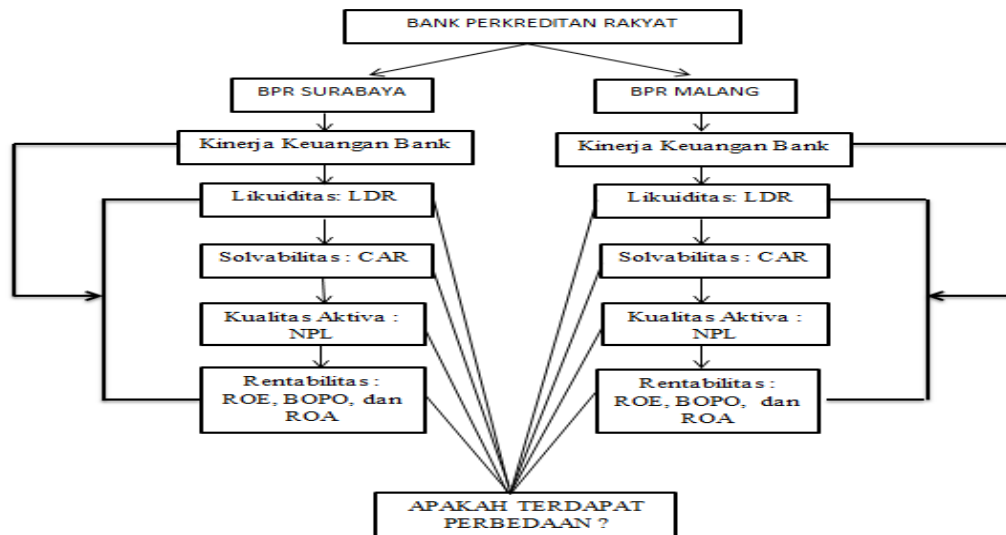 BANK PERKREDITAN RAKYAT
BPR SURABAYA
BPR MALANG
Kinerja Keuangan Bank
Kinerja Keuangan Bank
Likuiditas: LDR
Likuiditas: LDR
Solvabilitas : CAR
Solvabilitas : CAR
Kualitas Aktiva :
NPL
Kualitas Aktiva :
NPL
Rentabilitas :
ROE, BOPO, dan
ROA
Rentabilitas :
ROE, BOPO, dan
ROA
APAKAH TERDAPAT
PERBEDAAN ?